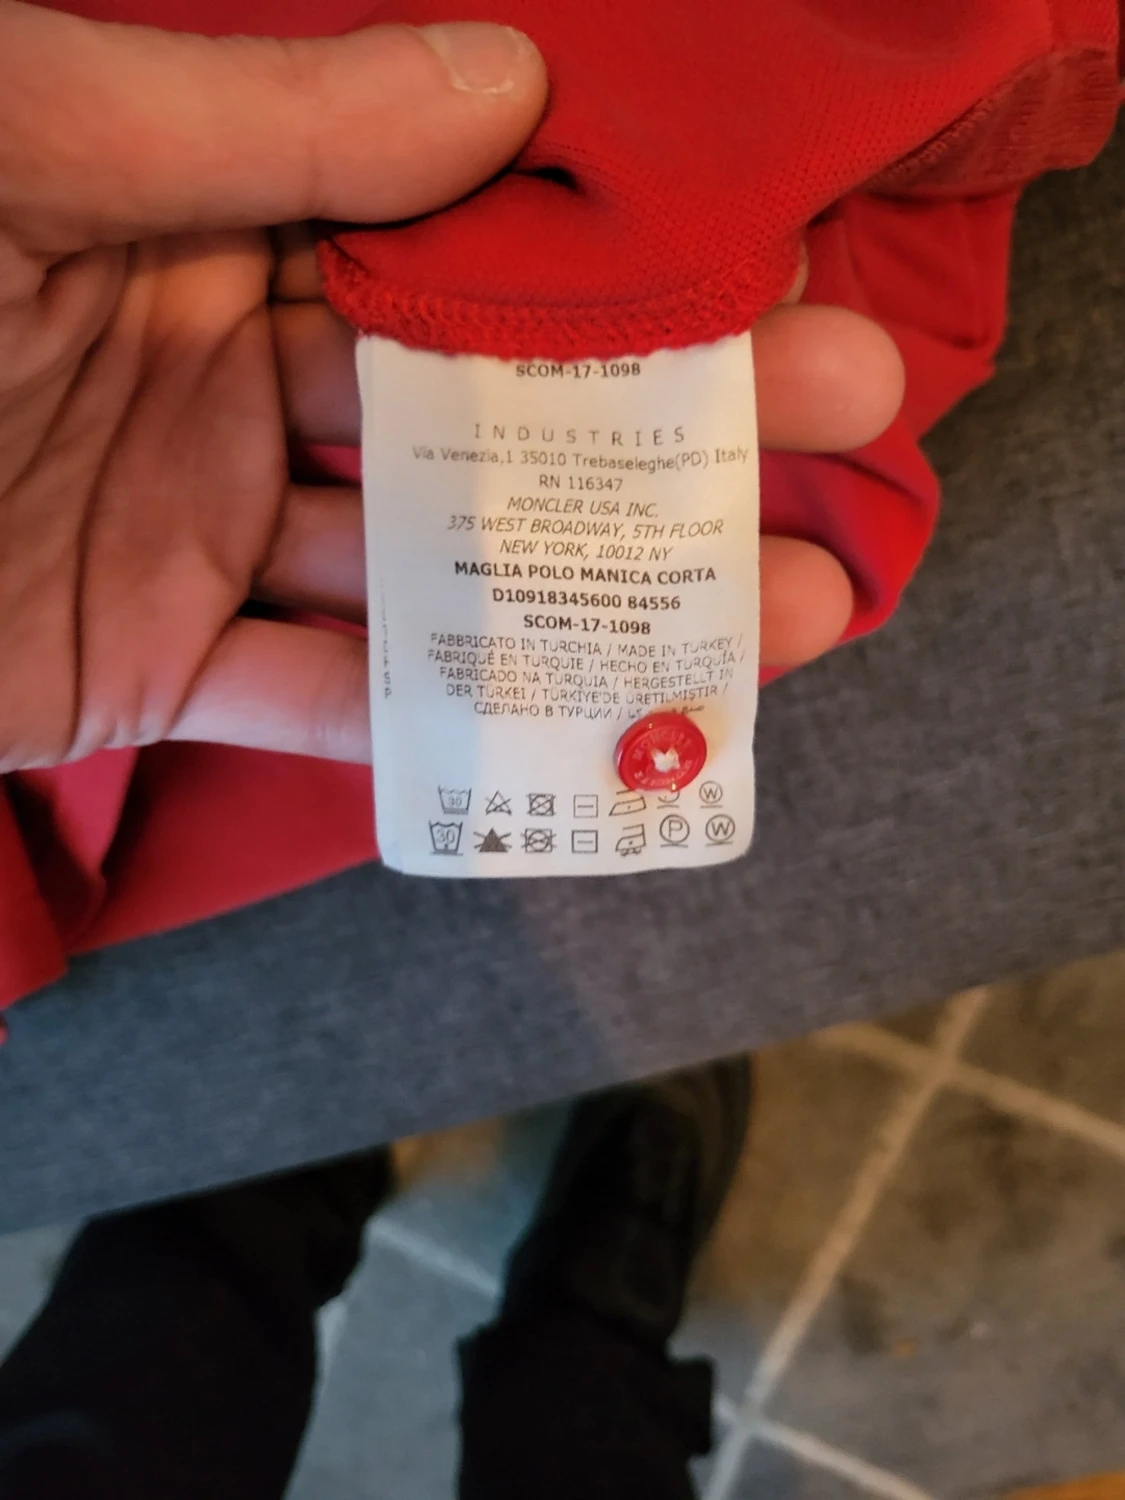 SCOM-17-1098
INDUSTRIES
Via Venezia,1 35010 Trebaseleghe(PD) Italy
RN 116347
MONCLER USA INC.
375 WEST BROADWAY, 5TH FLOOR
NEW YORK, 10012 NY
MAGLIA POLO MANICA CORTA
D10918345600 84556
SCOM-17-1098
FABBRICATO IN TURCHIA / MADE IN TURKEY /
FABRIQUÉ EN TURQUIE / HECHO EN TURQUÍA /
FABRICADO NA TURQUIA / HERGESTELLT IN
DER TÜRKEI / TÜRKIYE'DE ÜRETILMIŞTIR /
СДЕЛАНО В ТУРЦИИ /
MONCLER
30 W
30 P W